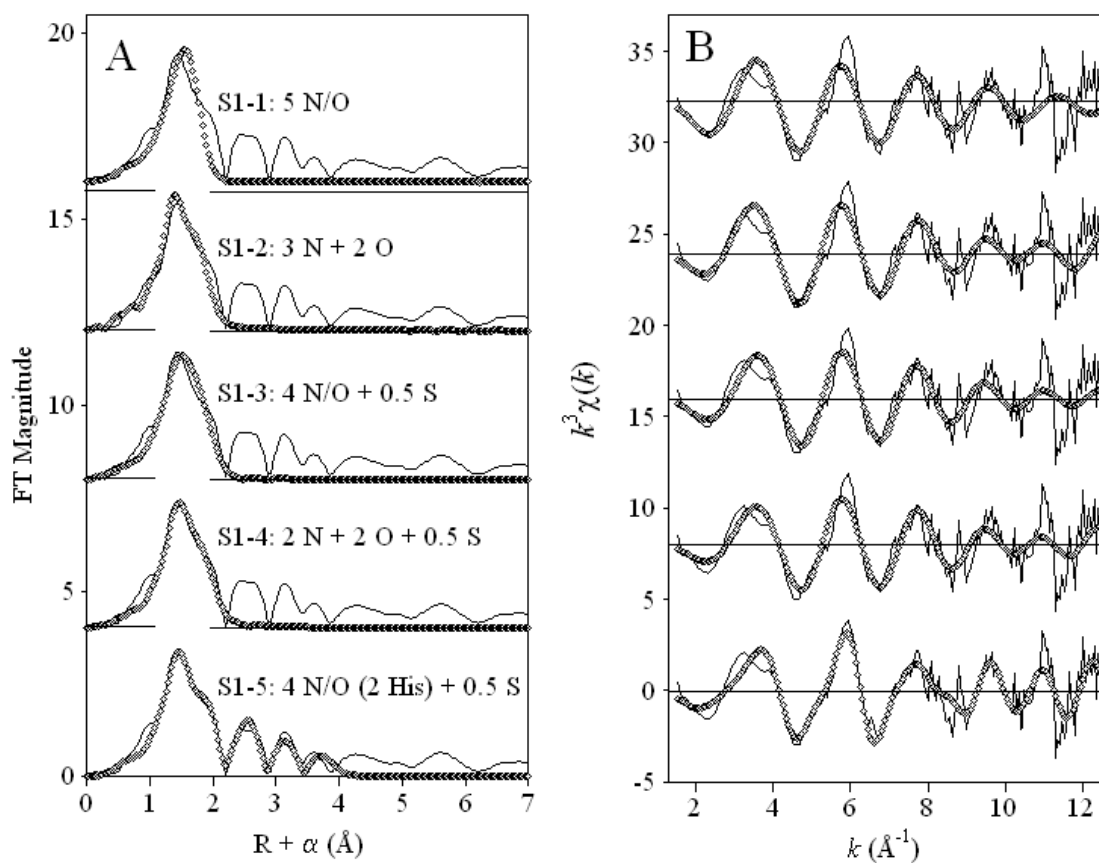 A
B
20
15
10
5
0
FT Magnitude
S1-1: 5 N/O
S1-2: 3 N + 2 O
S1-3: 4 N/O + 0.5 S
S1-4: 2 N + 2 O + 0.5 S
S1-5: 4 N/O (2 His) + 0.5 S
0 1 2 3 4 5 6 7
R + α (Å)
35
30
25
20
15
10
5
0
-5
k³χ(k)
2 4 6 8 10 12
k (Å⁻¹)